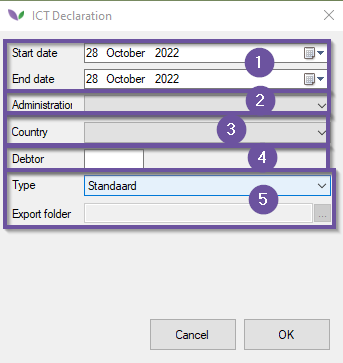 ICT Declaration
Start date 28 October 2022
1
End date 28 October 2022
Administration 2
Country 3
Debtor 4
Type Standaard
5
Export folder ...
Cancel OK